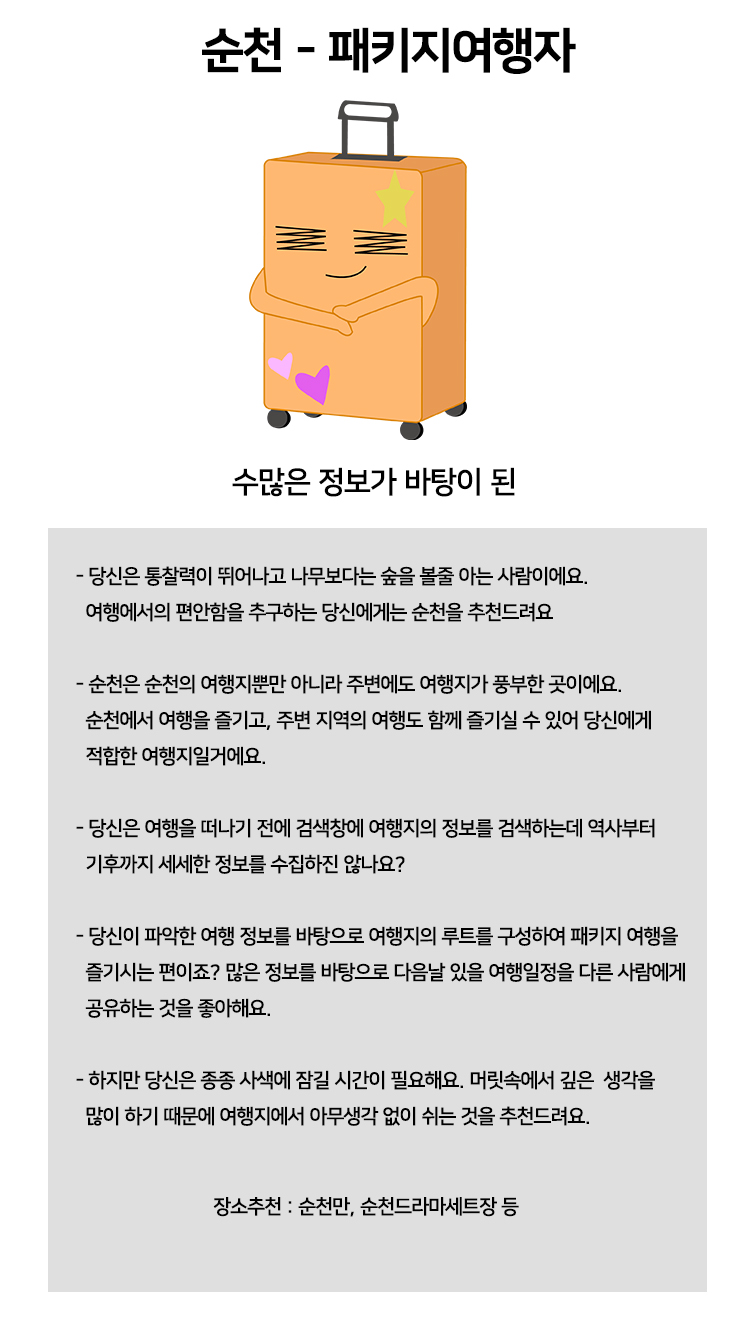 순천 - 패키지여행자
수많은 정보가 바탕이 된
- 당신은 통찰력이 뛰어나고 나무보다는 숲을 볼줄 아는 사람이에요.
여행에서의 편안함을 추구하는 당신에게는 순천을 추천드려요
- 순천은 순천의 여행지뿐만 아니라 주변에도 여행지가 풍부한 곳이에요.
순천에서 여행을 즐기고, 주변 지역의 여행도 함께 즐기실 수 있어 당신에게
적합한 여행지일거에요.
- 당신은 여행을 떠나기 전에 검색창에 여행지의 정보를 검색하는데 역사부터
기후까지 세세한 정보를 수집하진 않나요?
- 당신이 파악한 여행 정보를 바탕으로 여행지의 루트를 구성하여 패키지 여행을
즐기시는 편이죠? 많은 정보를 바탕으로 다음날 있을 여행일정을 다른 사람에게
공유하는 것을 좋아해요.
- 하지만 당신은 종종 사색에 잠길 시간이 필요해요. 머릿속에서 깊은 생각을
많이 하기 때문에 여행지에서 아무생각 없이 쉬는 것을 추천드려요.
장소추천 : 순천만, 순천드라마세트장 등